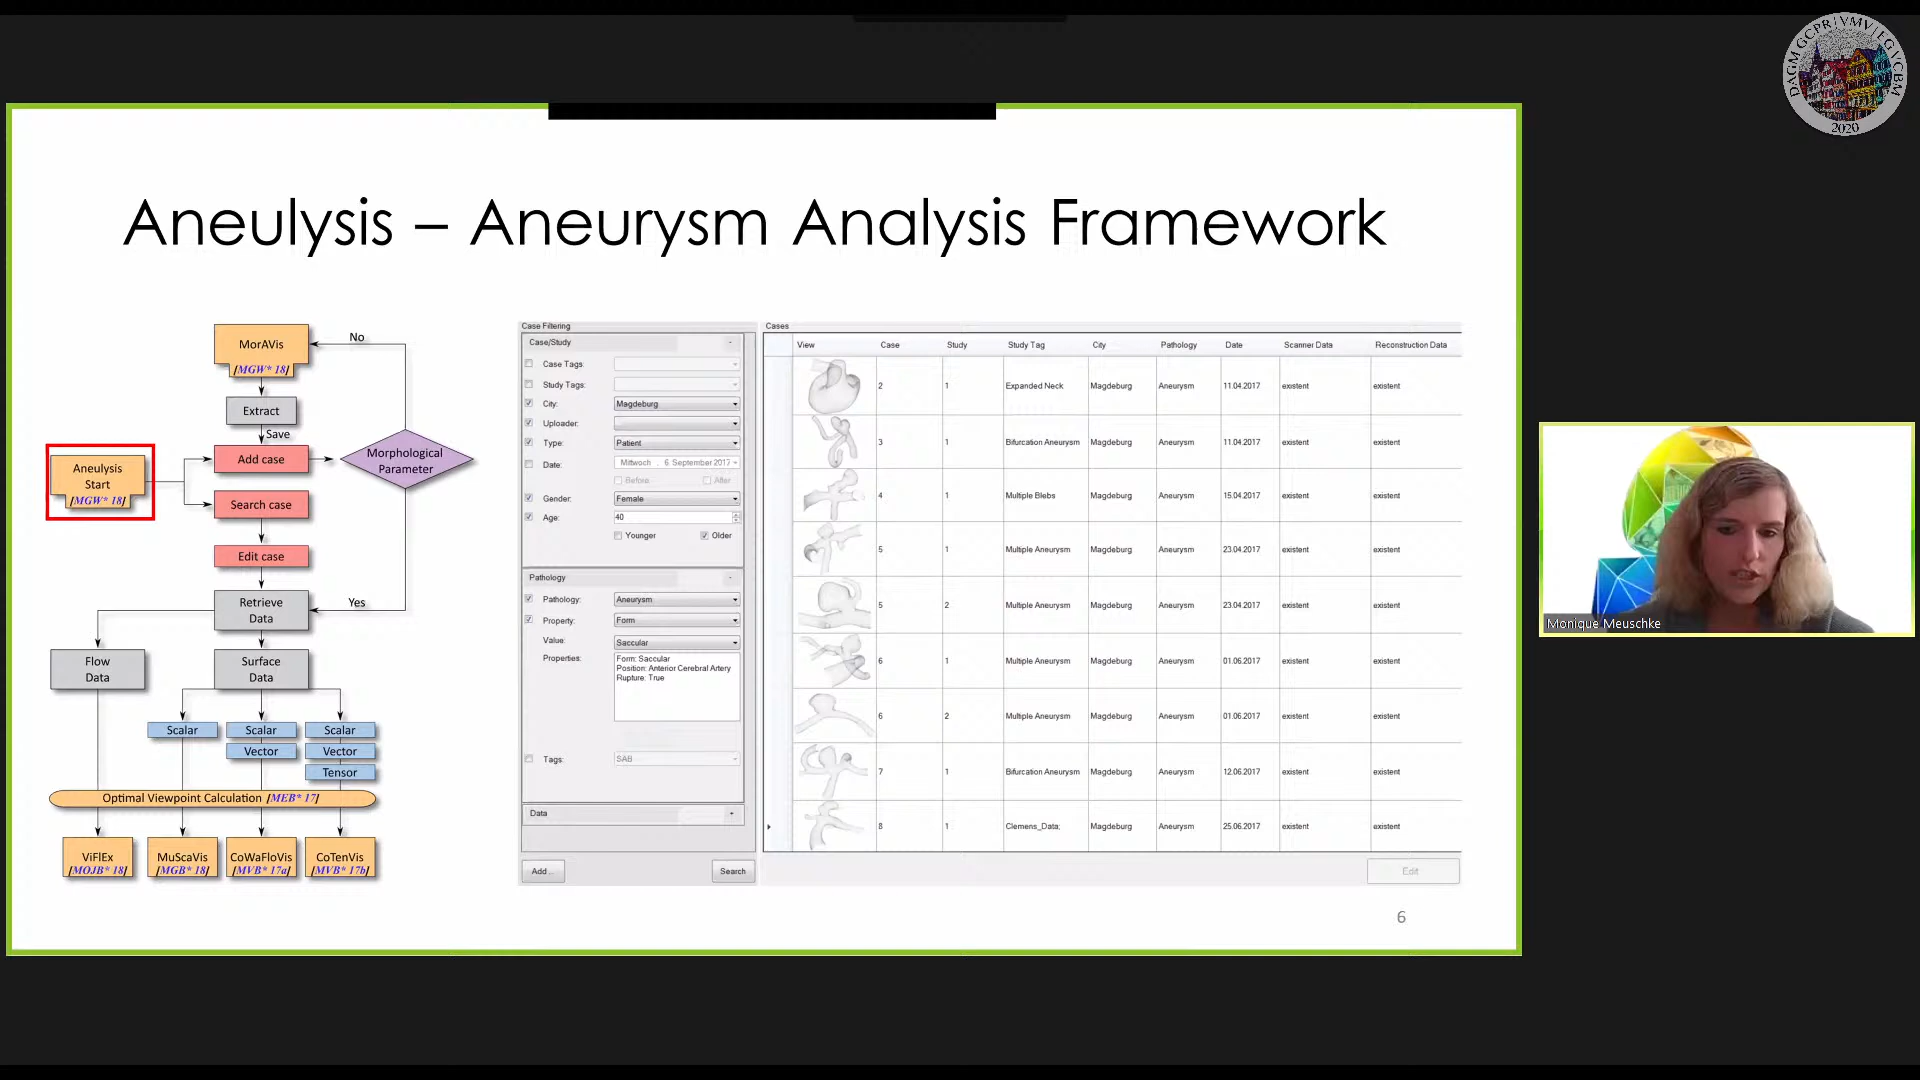 DAGM GCPR | VMV | EG VCBM
2020
Aneulysis – Aneurysm Analysis Framework
MorAVis
[MGW* 18]
No
Extract
Save
Aneulysis
Start
[MGW* 18]
Add case
Morphological
Parameter
Search case
Edit case
Retrieve
Data
Yes
Flow
Data
Surface
Data
Scalar
Scalar
Scalar
Vector
Vector
Tensor
Optimal Viewpoint Calculation [MEB* 17]
ViFlEx
[MOJB* 18]
MuScaVis
[MGB* 18]
CoWaFloVis
[MVB* 17a]
CoTenVis
[MVB* 17b]
Case Filtering
Case/Study -
Case Tags:
Study Tags:
City: Magdeburg
Uploader:
Type: Patient
Date: Mittwoch , 6 September 2017
Before After
Gender: Female
Age: 40
Younger Older
Pathology -
Pathology: Aneurysm
Property: Form
Value: Saccular
Properties: Form: Saccular
Position: Anterior Cerebral Artery
Rupture: True
Tags: SAB
Data +
Add... Search
Cases
View Case Study Study Tag City Pathology Date Scanner Data Reconstruction Data
2 1 Expanded Neck Magdeburg Aneurysm 11.04.2017 existent existent
3 1 Bifurcation Aneurysm Magdeburg Aneurysm 11.04.2017 existent existent
4 1 Multiple Blebs Magdeburg Aneurysm 15.04.2017 existent existent
5 1 Multiple Aneurysm Magdeburg Aneurysm 23.04.2017 existent existent
5 2 Multiple Aneurysm Magdeburg Aneurysm 23.04.2017 existent existent
6 1 Multiple Aneurysm Magdeburg Aneurysm 01.06.2017 existent existent
6 2 Multiple Aneurysm Magdeburg Aneurysm 01.06.2017 existent existent
7 1 Bifurcation Aneurysm Magdeburg Aneurysm 12.06.2017 existent existent
8 1 Clemens_Data; Magdeburg Aneurysm 25.06.2017 existent existent
Edit
6
Monique Meuschke